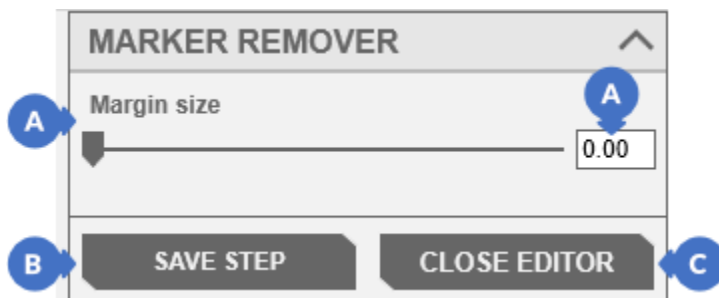 MARKER REMOVER
A
Margin size
A
0.00
B
SAVE STEP
CLOSE EDITOR
C